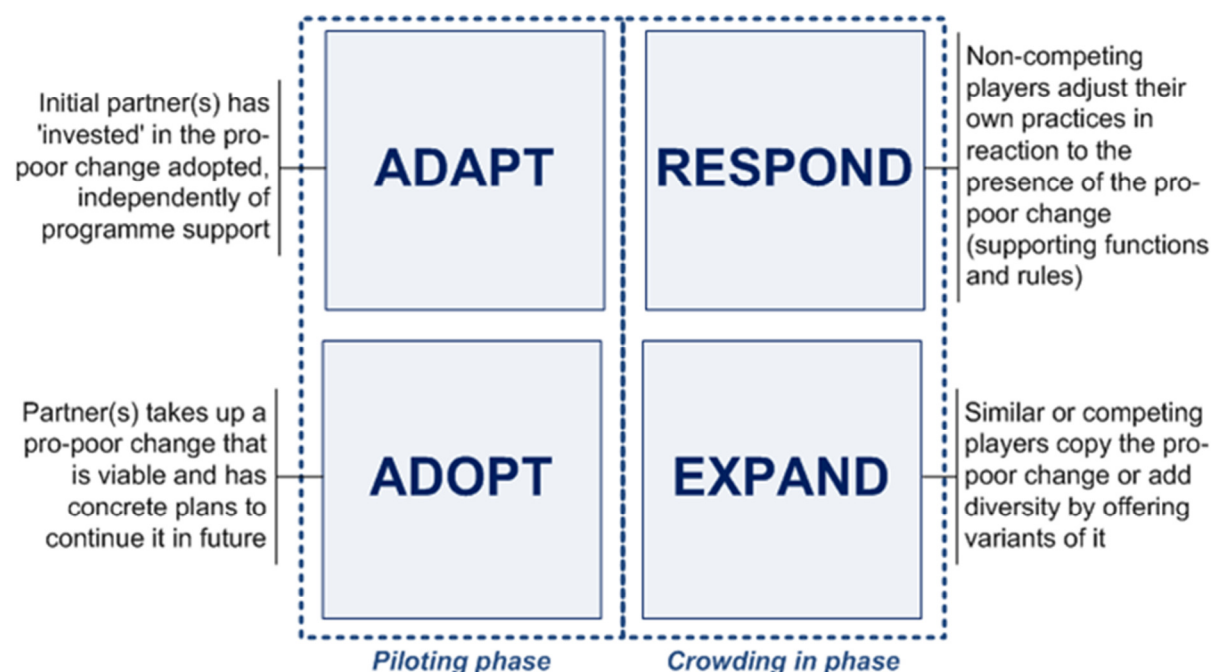 Initial partner(s) has
'invested' in the pro-
poor change adopted,
independently of
programme support
ADAPT
RESPOND
Non-competing
players adjust their
own practices in
reaction to the
presence of the pro-
poor change
(supporting functions
and rules)
Partner(s) takes up a
pro-poor change that
is viable and has
concrete plans to
continue it in future
ADOPT
EXPAND
Similar or competing
players copy the pro-
poor change or add
diversity by offering
variants of it
Piloting phase
Crowding in phase